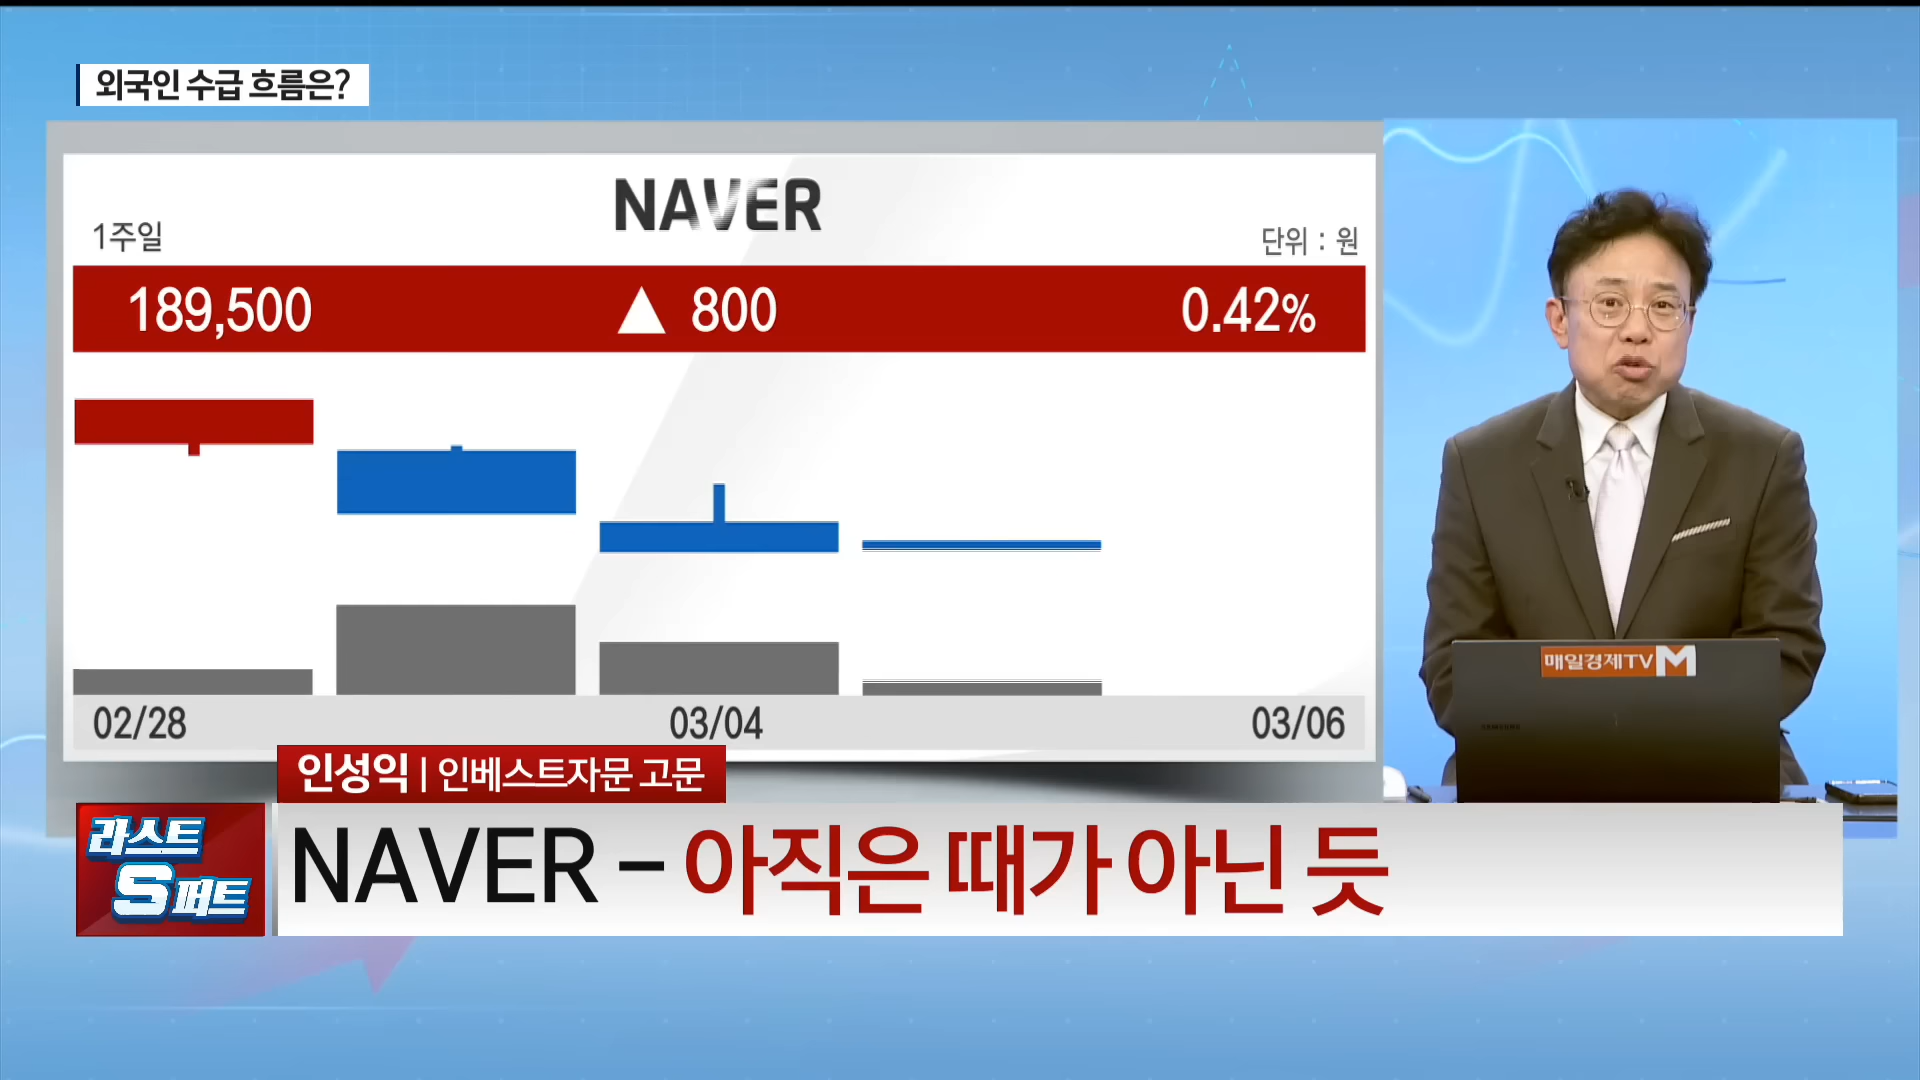 외국인 수급 흐름은?
NAVER
1주일
단위 : 원
189,500 ▲ 800 0.42%
02/28 03/04 03/06
매일경제TV M
인성익 | 인베스트자문 고문
라스트
S퍼트
NAVER - 아직은 때가 아닌 듯